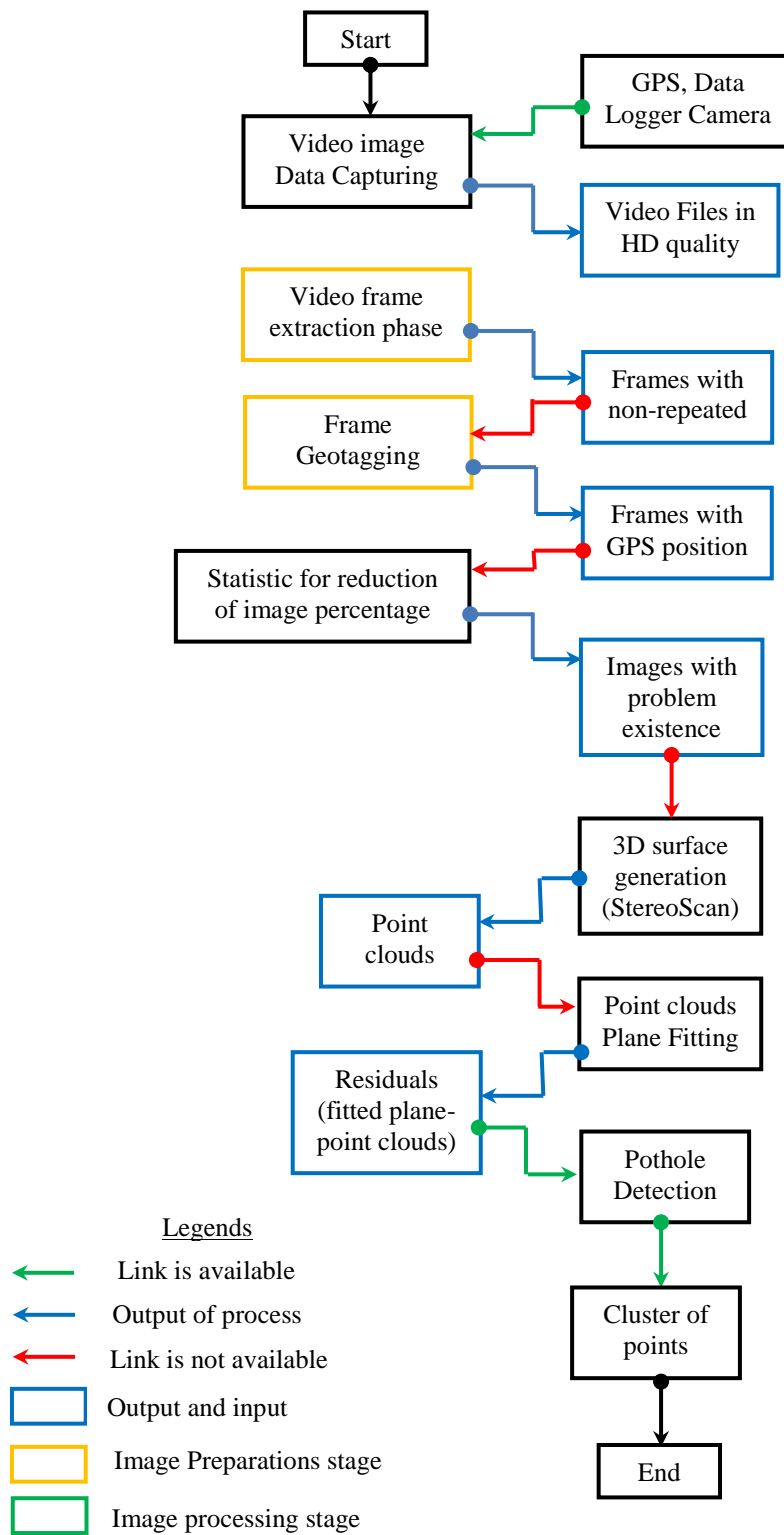 Start
GPS, Data
Logger Camera
Video image
Data Capturing
Video Files in
HD quality
Video frame
extraction phase
Frames with
non-repeated
Frame
Geotagging
Frames with
GPS position
Statistic for reduction
of image percentage
Images with
problem
existence
3D surface
generation
(StereoScan)
Point
clouds
Point clouds
Plane Fitting
Residuals
(fitted plane-
point clouds)
Pothole
Detection
Cluster of
points
End
Legends
Link is available
Output of process
Link is not available
Output and input
Image Preparations stage
Image processing stage